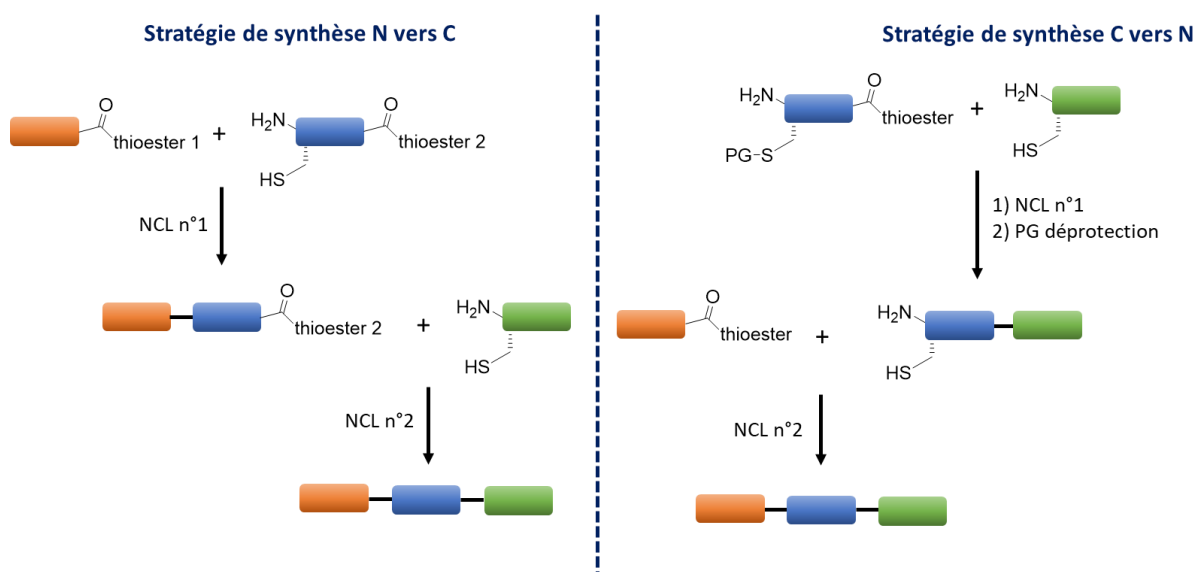 Stratégie de synthèse N vers C
O
thioester 1
+
H₂N
HS
O
thioester 2
NCL n°1
O
thioester 2
+
H₂N
HS
NCL n°2
Stratégie de synthèse C vers N
H₂N
PG-S
O
thioester
+
H₂N
HS
1) NCL n°1
2) PG déprotection
O
thioester
+
H₂N
HS
NCL n°2